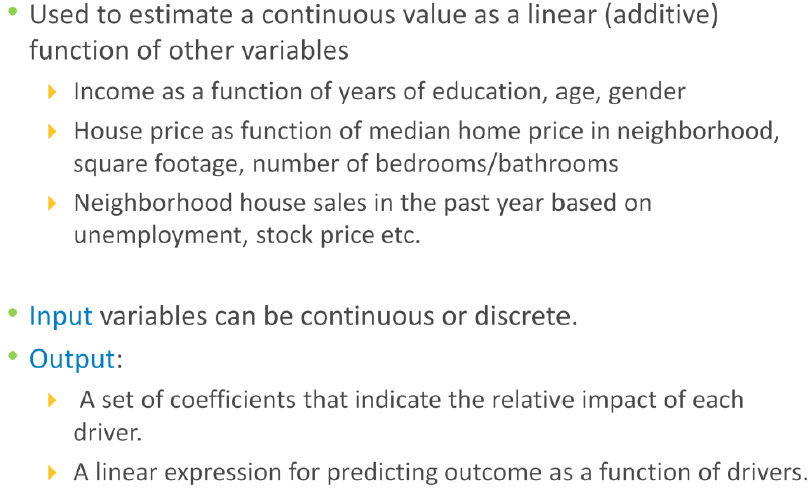 • Used to estimate a continuous value as a linear (additive)
function of other variables
Income as a function of years of education, age, gender
House price as function of median home price in neighborhood,
square footage, number of bedrooms/bathrooms
Neighborhood house sales in the past year based on
unemployment, stock price etc.
• Input variables can be continuous or discrete.
• Output:
A set of coefficients that indicate the relative impact of each
driver.
A linear expression for predicting outcome as a function of drivers.